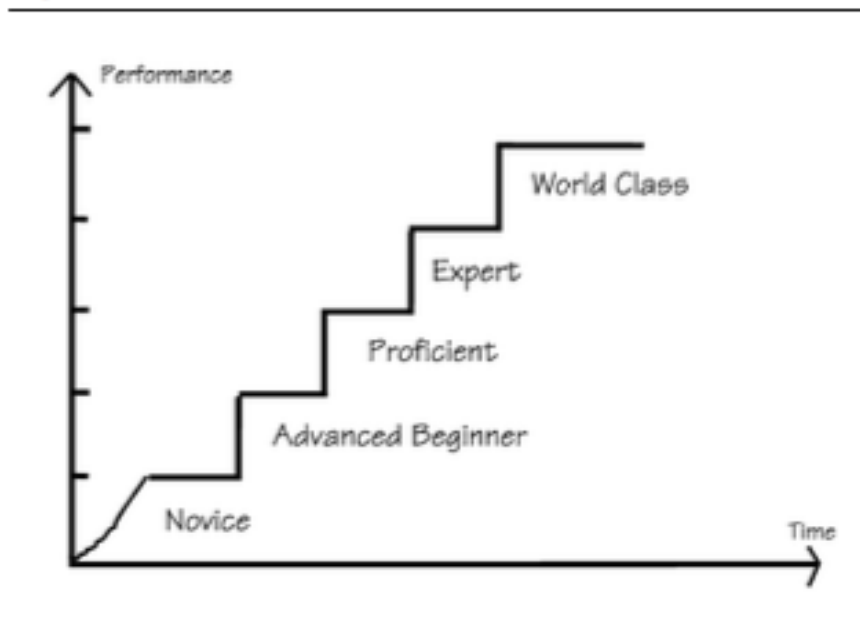 Performance
World Class
Expert
Proficient
Advanced Beginner
Novice
Time